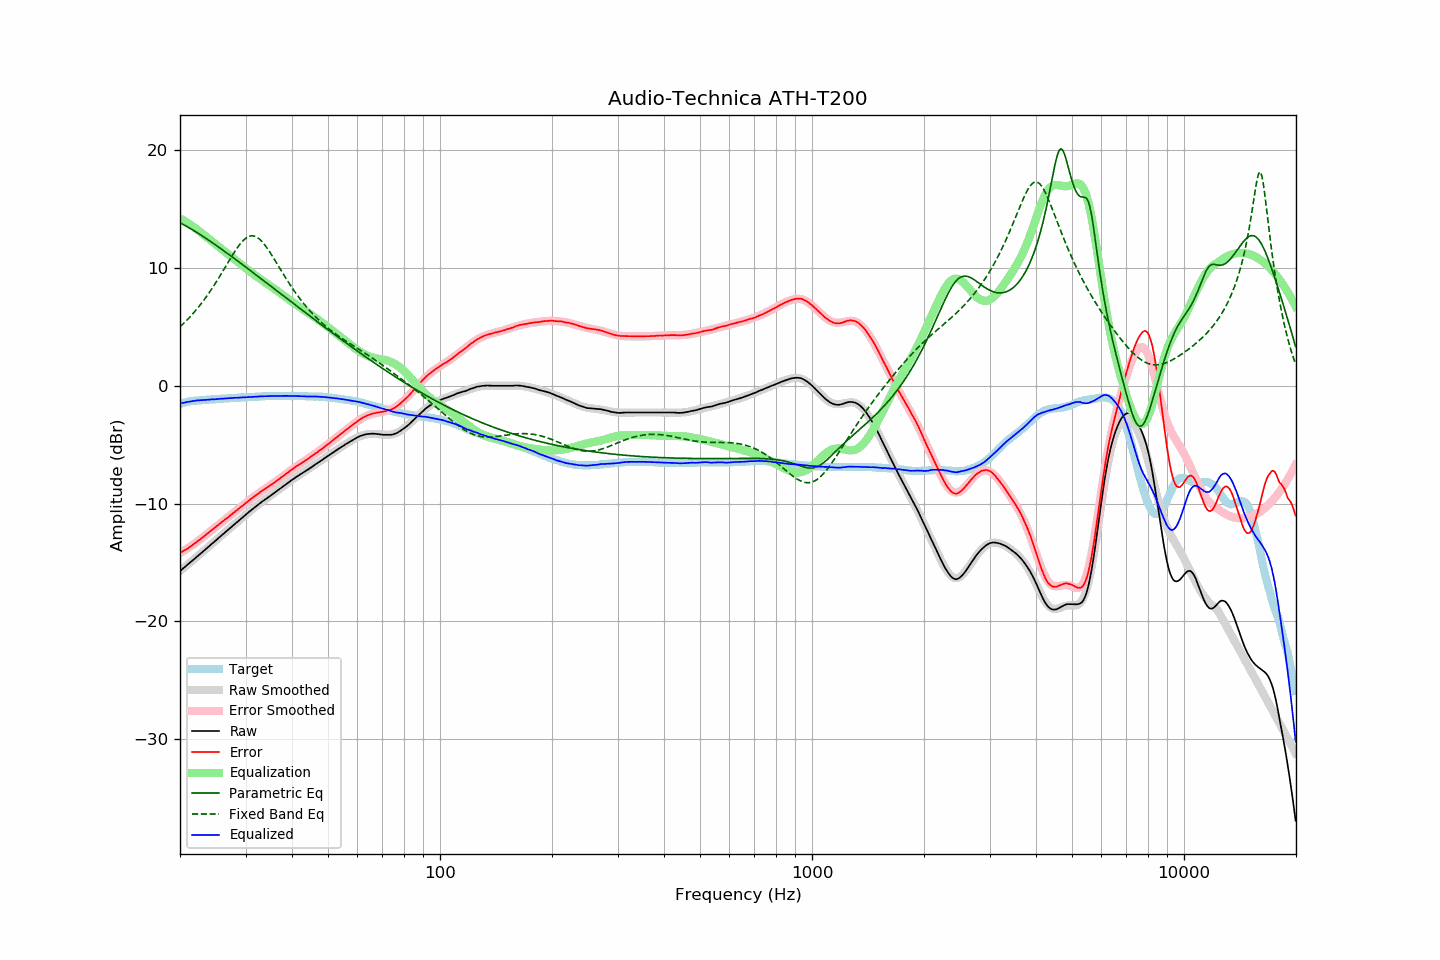 Audio-Technica ATH-T200
20
10
0
−10
−20
−30
Amplitude (dBr)
100
1000
10000
Frequency (Hz)
Target
Raw Smoothed
Error Smoothed
Raw
Error
Equalization
Parametric Eq
Fixed Band Eq
Equalized